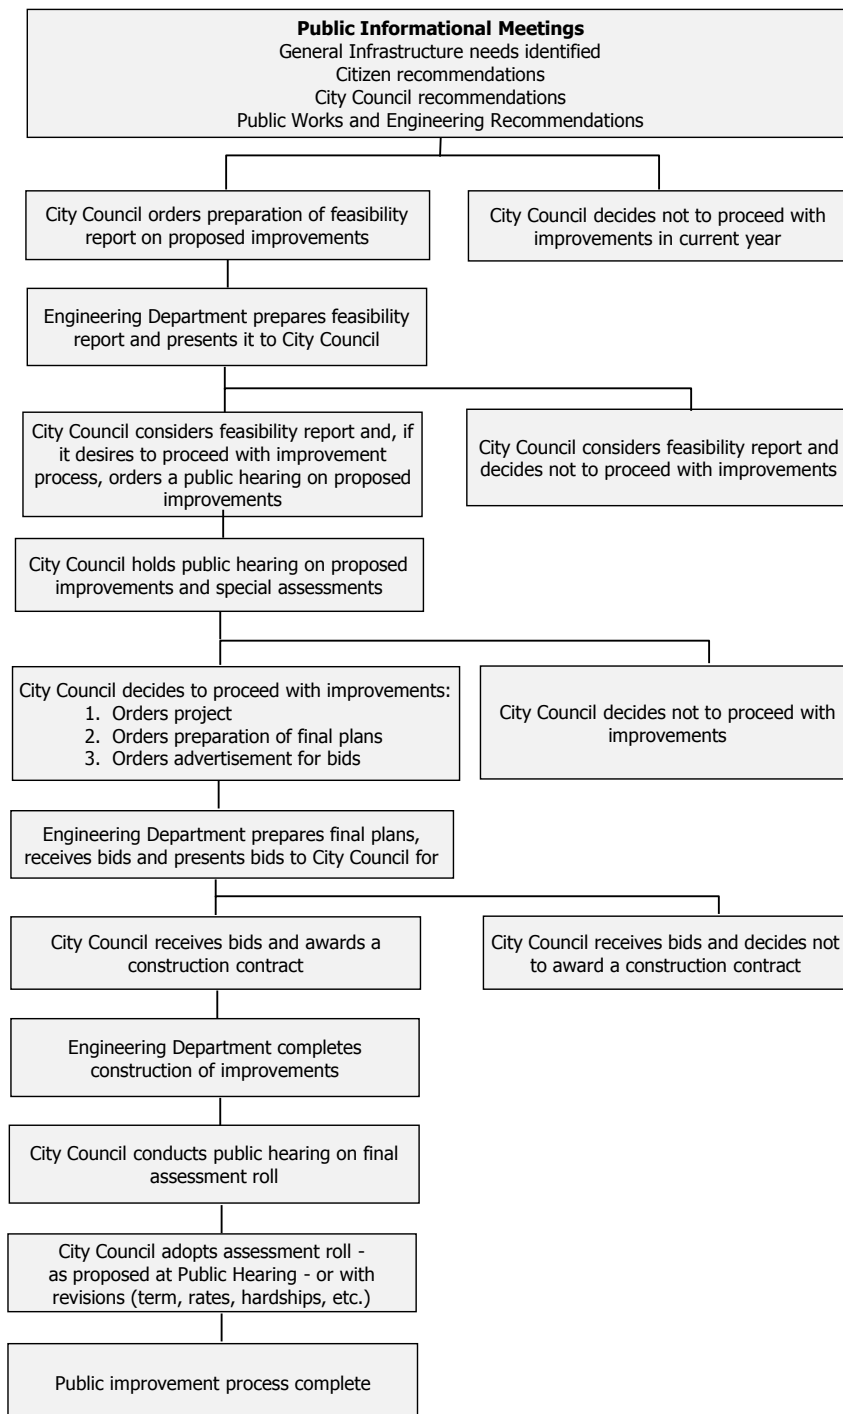 Public Informational Meetings
General Infrastructure needs identified
Citizen recommendations
City Council recommendations
Public Works and Engineering Recommendations
City Council orders preparation of feasibility
report on proposed improvements
City Council decides not to proceed with
improvements in current year
Engineering Department prepares feasibility
report and presents it to City Council
City Council considers feasibility report and, if
it desires to proceed with improvement
process, orders a public hearing on proposed
improvements
City Council considers feasibility report and
decides not to proceed with improvements
City Council holds public hearing on proposed
improvements and special assessments
City Council decides to proceed with improvements:
1. Orders project
2. Orders preparation of final plans
3. Orders advertisement for bids
City Council decides not to proceed with
improvements
Engineering Department prepares final plans,
receives bids and presents bids to City Council for
City Council receives bids and awards a
construction contract
City Council receives bids and decides not
to award a construction contract
Engineering Department completes
construction of improvements
City Council conducts public hearing on final
assessment roll
City Council adopts assessment roll -
as proposed at Public Hearing - or with
revisions (term, rates, hardships, etc.)
Public improvement process complete